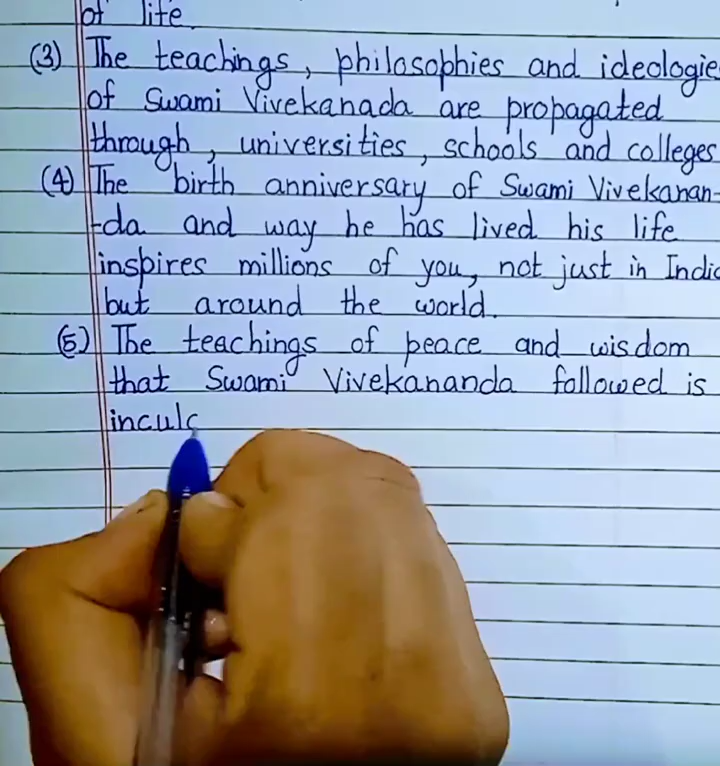 of life.
(3) The teachings, philosophies and ideologie
of Swami Vivekanada are propagated
through, universities, schools and colleges
(4) The birth anniversary of Swami Vivekanan-
-da and way he has lived his life
inspires millions of you, not just in India
but around the world.
(5) The teachings of peace and wisdom
that Swami Vivekananda followed is
inculc